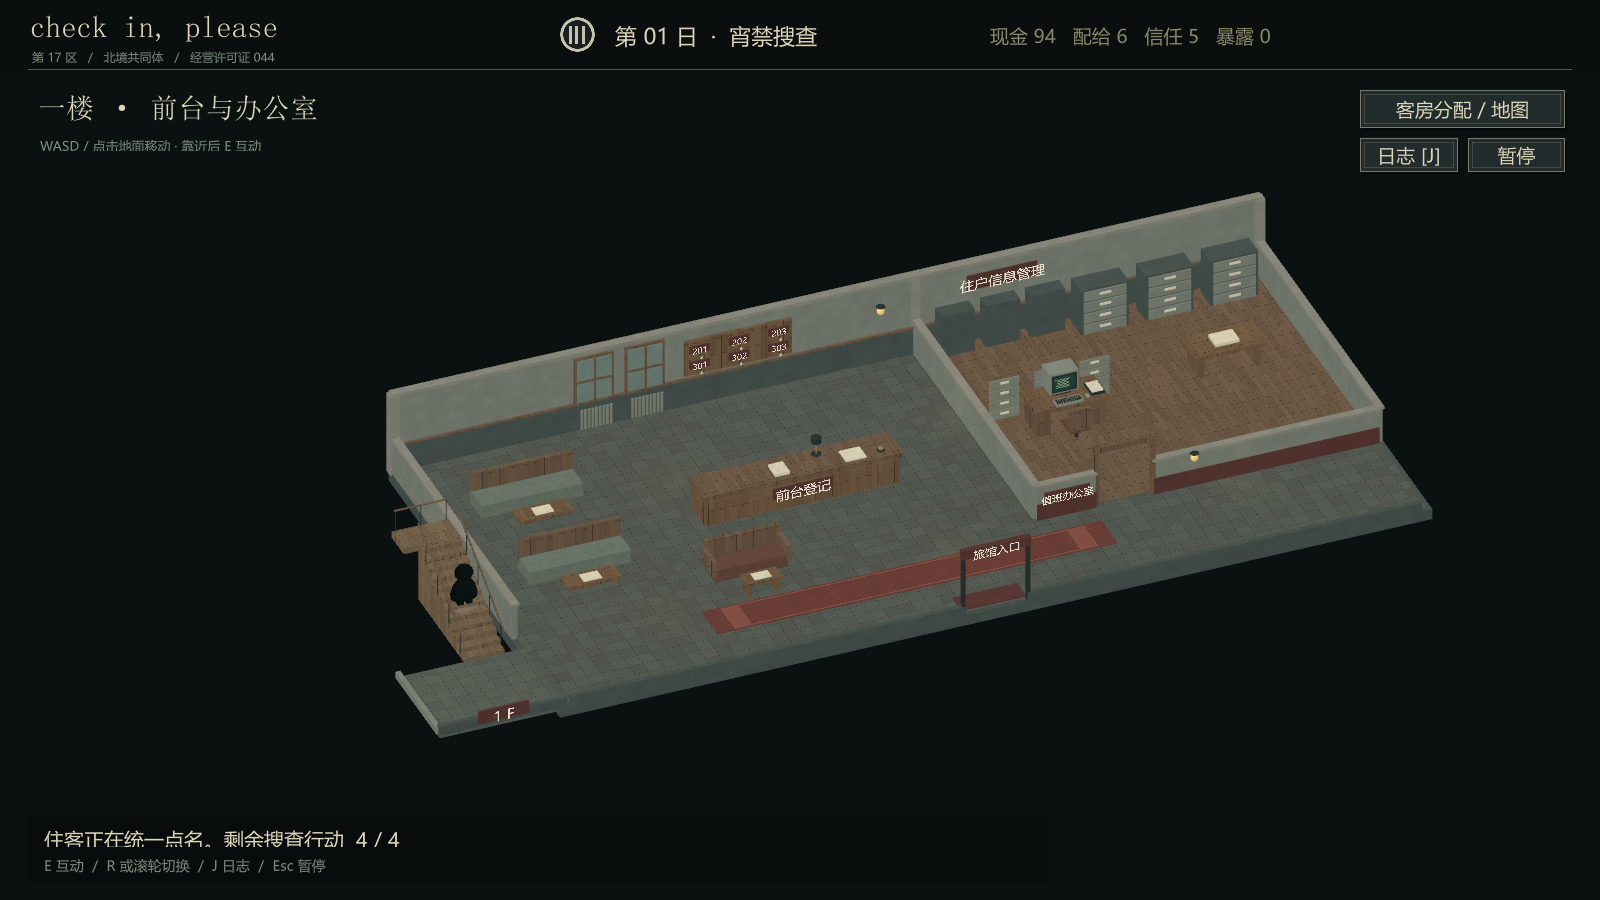 check in, please
第 17 区 / 北境共同体 / 经营许可证 044
第 01 日 · 宵禁搜查
现金 94 配给 6 信任 5 暴露 0
一楼 · 前台与办公室
WASD / 点击地面移动 · 靠近后 E 互动
客房分配 / 地图
日志 [J]
暂停
住户信息管理
201 202 203
301 302 303
前台登记
值班办公室
旅馆入口
1 F
住客正在统一点名。剩余搜查行动 4 / 4
E 互动 / R 或滚轮切换 / J 日志 / Esc 暂停